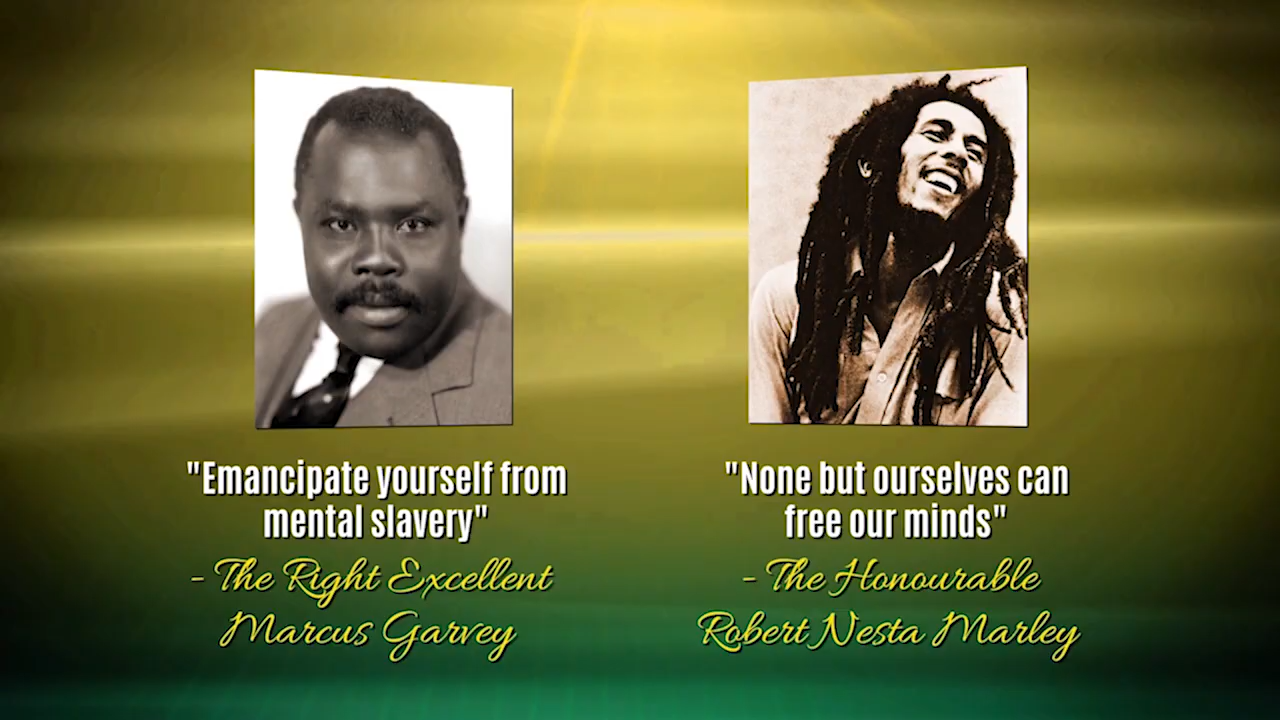 "Emancipate yourself from
mental slavery"
- The Right Excellent
Marcus Garvey
"None but ourselves can
free our minds"
- The Honourable
Robert Nesta Marley